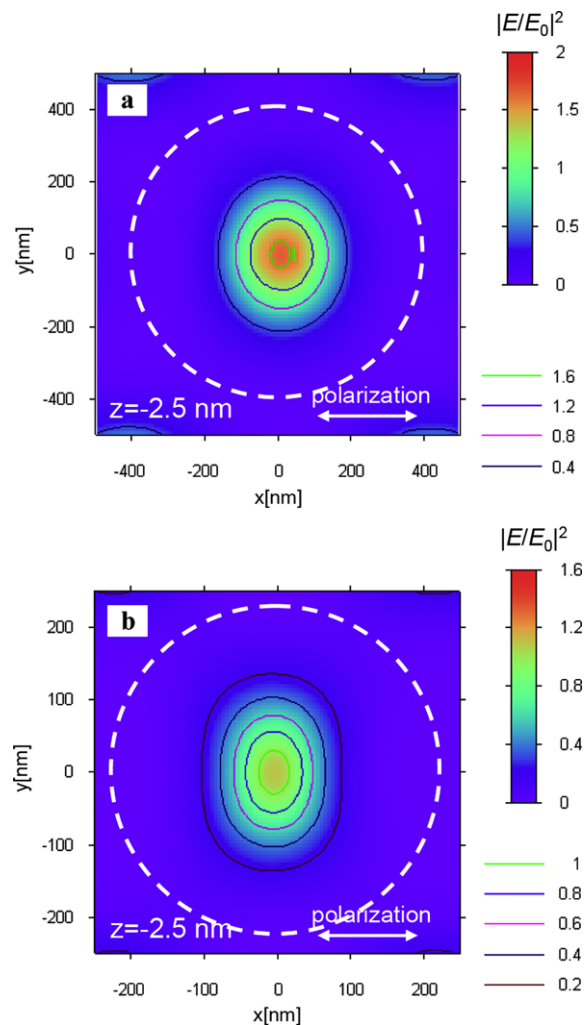 |E/E₀|²
a
2
1.5
1
0.5
0
400
200
0
-200
-400
y[nm]
z=-2.5 nm
polarization
-400 -200 0 200 400
x[nm]
1.6
1.2
0.8
0.4
|E/E₀|²
b
1.6
1.2
0.8
0.4
0
200
100
0
-100
-200
y[nm]
z=-2.5 nm
polarization
-200 -100 0 100 200
x[nm]
1
0.8
0.6
0.4
0.2